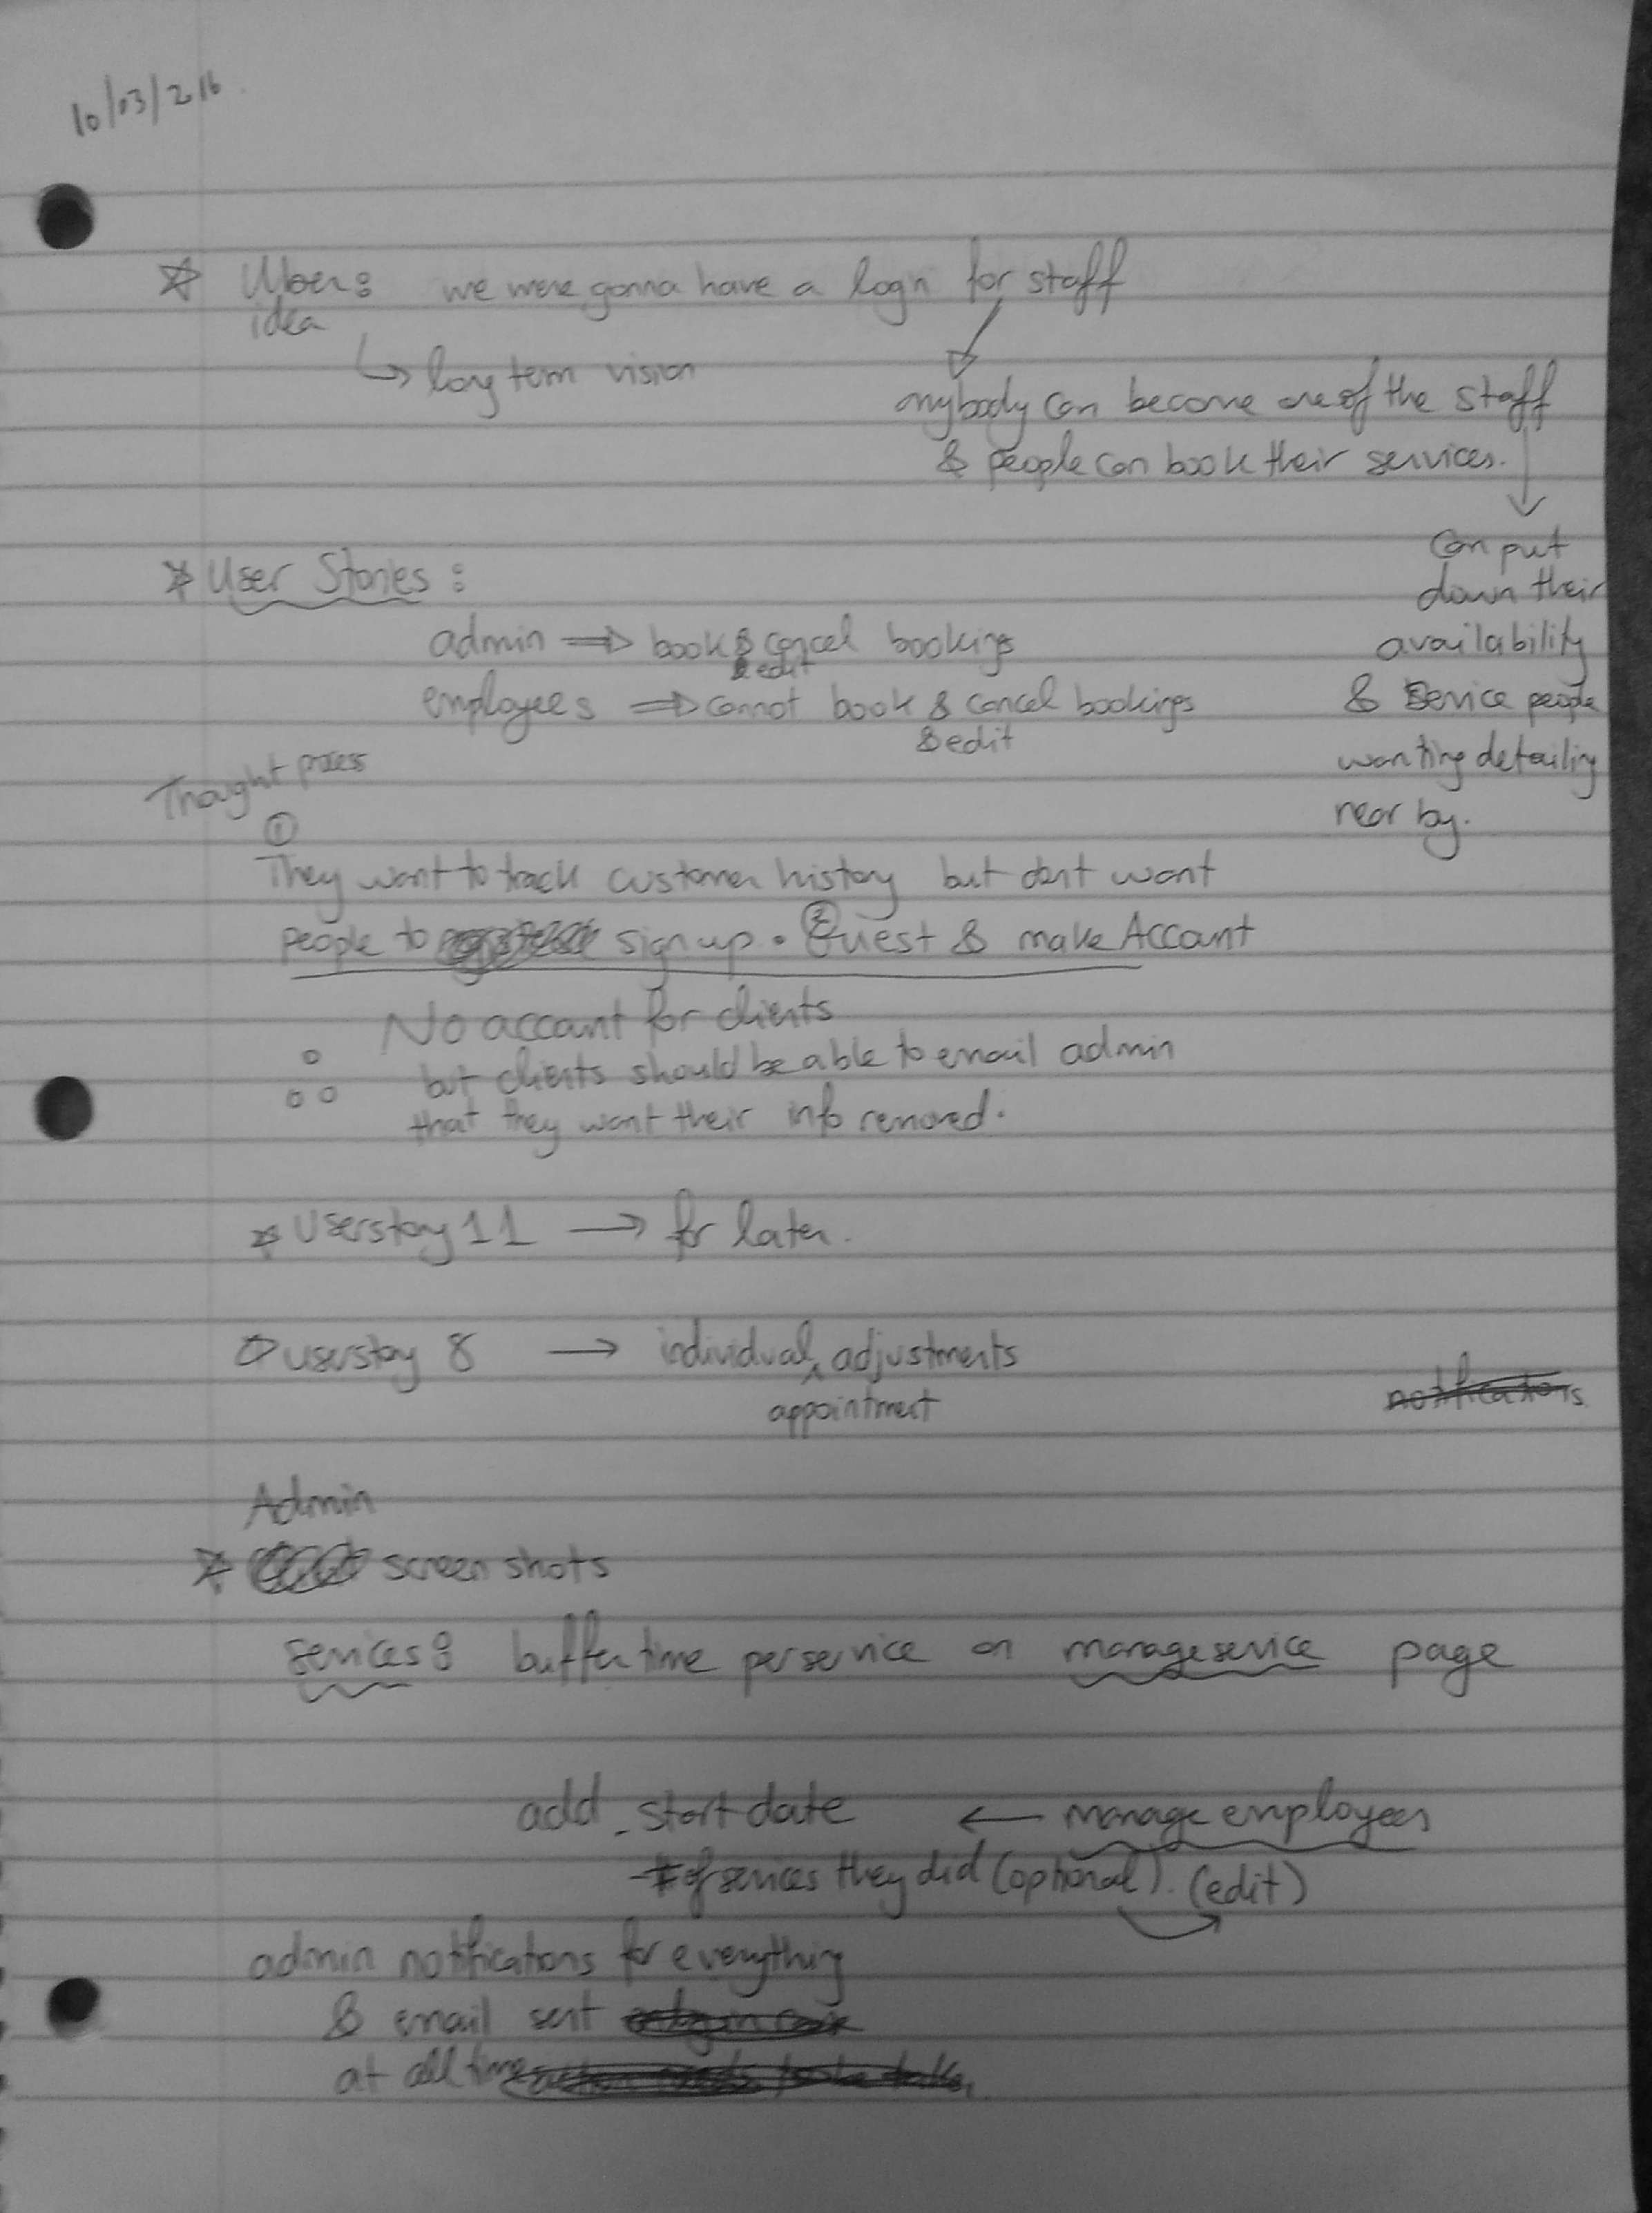 10/03/2016
☆ Uber: we were gonna have a login for staff
idea
↳ long term vision
anybody can become one of the staff
& people can book their services.
can put
down their
availability
& Service people
wanting detailing
near by.
* User Stories :
admin ⇒ book & cancel bookings
& edit
employees ⇒ cannot book & cancel bookings
& edit
Thought process
①
They want to track customer history but dont want
people to sign up. ② Guest & make Account
∴ No account for clients
but clients should be able to email admin
that they want their info removed.
* Userstory 11 → for later.
userstory 8 → individual ^ adjustments
appointment
notifications
Admin
* screen shots
services: buffer time per service on manage service page
add - start date ← manage employees
- # of services they did (optional). (edit)
admin notifications for everything
& email sent
at all time